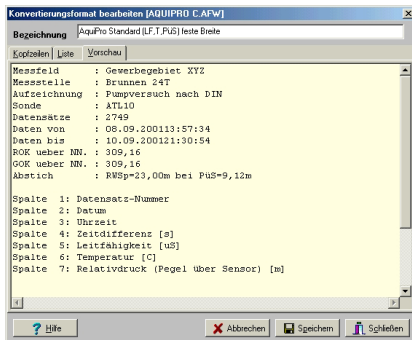 Konvertierungsformat bearbeiten [AQUIPRO C.AFW]
Bezeichnung AquiPro Standard (LF,T,PüS) feste Breite
Kopfzeilen Liste Vorschau
Messfeld : Gewerbegebiet XYZ
Messstelle : Brunnen 24T
Aufzeichnung : Pumpversuch nach DIN
Sonde : ATL10
Datensätze : 2749
Daten von : 08.09.200113:57:34
Daten bis : 10.09.200121:30:54
ROK ueber NN. : 309,16
GOK ueber NN. : 309,16
Abstich : RWSp=23,00m bei PüS=9,12m
Spalte 1: Datensatz-Nummer
Spalte 2: Datum
Spalte 3: Uhrzeit
Spalte 4: Zeitdifferenz [s]
Spalte 5: Leitfähigkeit [uS]
Spalte 6: Temperatur [C]
Spalte 7: Relativdruck (Pegel über Sensor) [m]
? Hilfe Abbrechen Speichern Schließen